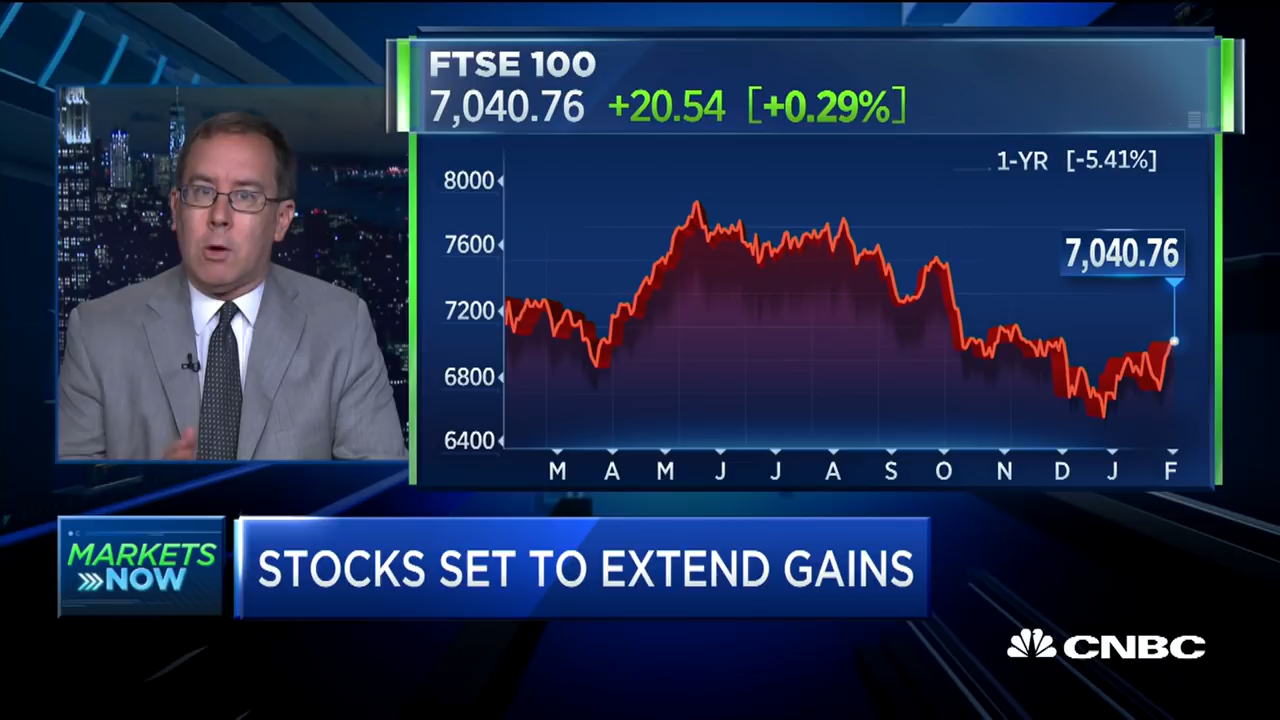 FTSE 100
7,040.76 +20.54 [+0.29%]
1-YR [-5.41%]
8000
7600
7200
6800
6400
7,040.76
M A M J J A S O N D J F
MARKETS
NOW
STOCKS SET TO EXTEND GAINS
CNBC